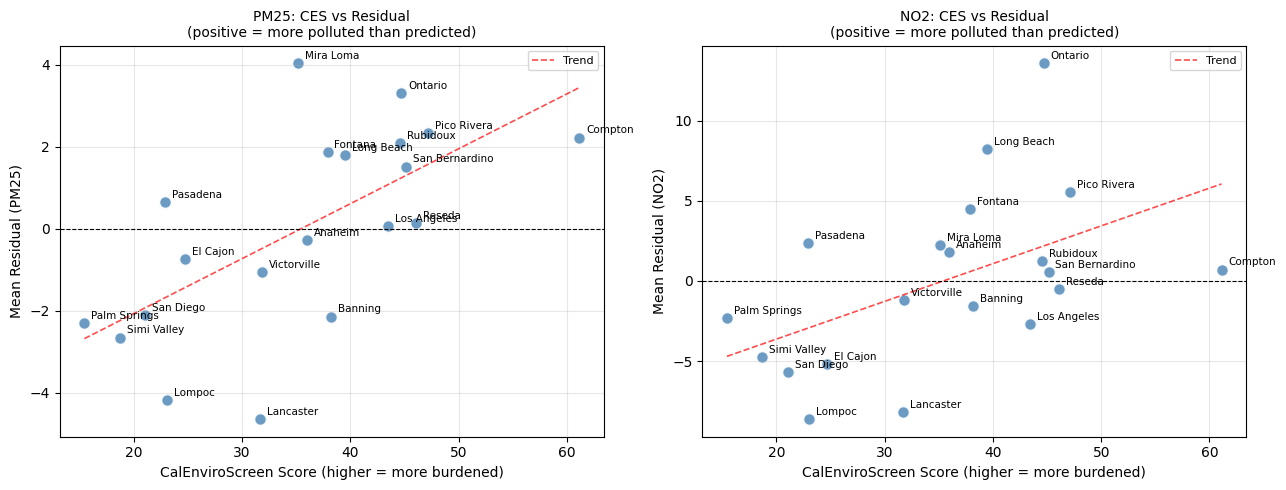 PM25: CES vs Residual
(positive = more polluted than predicted)
Trend
Mean Residual (PM25)
4
2
0
−2
−4
Mira Loma
Ontario
Pico Rivera
Compton
Rubidoux
Fontana
Long Beach
San Bernardino
Pasadena
Reseda
Los Angeles
Anaheim
El Cajon
Victorville
San Diego
Banning
Palm Springs
Simi Valley
Lompoc
Lancaster
20
30
40
50
60
CalEnviroScreen Score (higher = more burdened)
NO2: CES vs Residual
(positive = more polluted than predicted)
Trend
Mean Residual (NO2)
10
5
0
−5
Ontario
Long Beach
Pico Rivera
Fontana
Pasadena
Mira Loma
Anaheim
Rubidoux
San Bernardino
Compton
Reseda
Victorville
Banning
Palm Springs
Los Angeles
Simi Valley
El Cajon
San Diego
Lompoc
Lancaster
20
30
40
50
60
CalEnviroScreen Score (higher = more burdened)